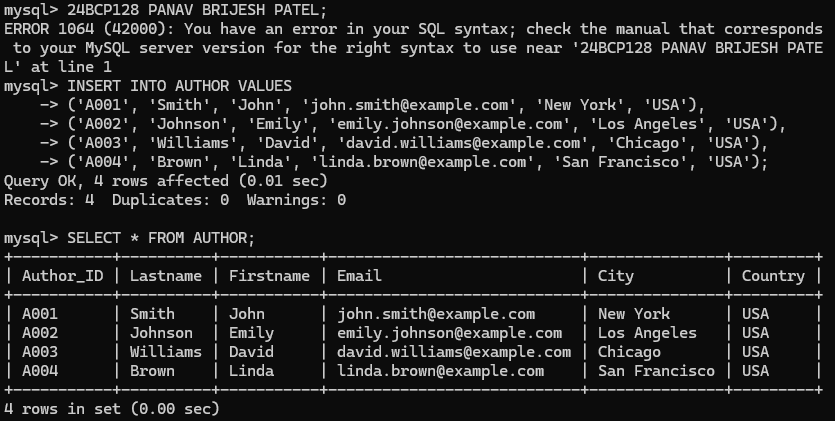 mysql> 24BCP128 PANAV BRIJESH PATEL;
ERROR 1064 (42000): You have an error in your SQL syntax; check the manual that corresponds
 to your MySQL server version for the right syntax to use near '24BCP128 PANAV BRIJESH PATE
L' at line 1
mysql> INSERT INTO AUTHOR VALUES
    -> ('A001', 'Smith', 'John', 'john.smith@example.com', 'New York', 'USA'),
    -> ('A002', 'Johnson', 'Emily', 'emily.johnson@example.com', 'Los Angeles', 'USA'),
    -> ('A003', 'Williams', 'David', 'david.williams@example.com', 'Chicago', 'USA'),
    -> ('A004', 'Brown', 'Linda', 'linda.brown@example.com', 'San Francisco', 'USA');
Query OK, 4 rows affected (0.01 sec)
Records: 4  Duplicates: 0  Warnings: 0

mysql> SELECT * FROM AUTHOR;
+-----------+----------+-----------+----------------------------+---------------+---------+
| Author_ID | Lastname | Firstname | Email                      | City          | Country |
+-----------+----------+-----------+----------------------------+---------------+---------+
| A001      | Smith    | John      | john.smith@example.com     | New York      | USA     |
| A002      | Johnson  | Emily     | emily.johnson@example.com  | Los Angeles   | USA     |
| A003      | Williams | David     | david.williams@example.com | Chicago       | USA     |
| A004      | Brown    | Linda     | linda.brown@example.com    | San Francisco | USA     |
+-----------+----------+-----------+----------------------------+---------------+---------+
4 rows in set (0.00 sec)